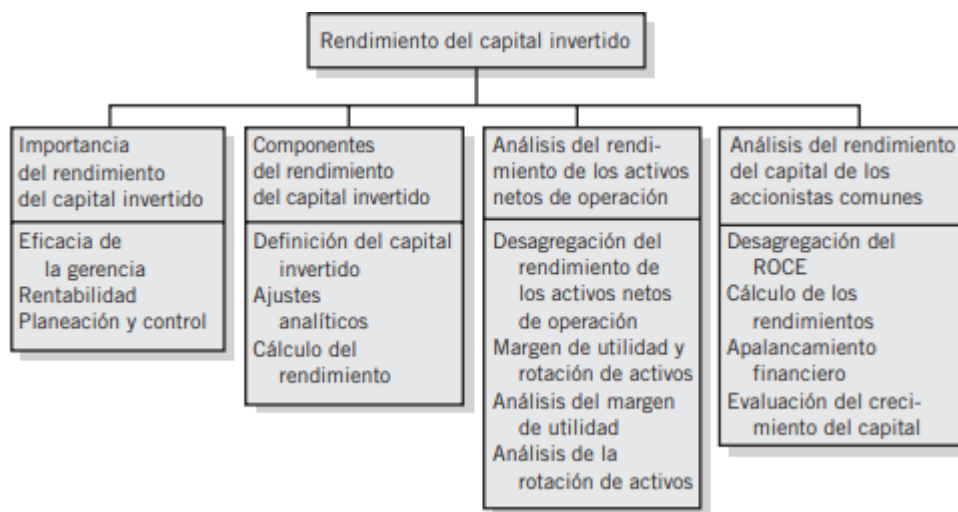 Rendimiento del capital invertido
Importancia
del rendimiento
del capital invertido
Eficacia de
la gerencia
Rentabilidad
Planeación y control
Componentes
del rendimiento
del capital invertido
Definición del capital
invertido
Ajustes
analíticos
Cálculo del
rendimiento
Análisis del rendi-
miento de los activos
netos de operación
Desagregación del
rendimiento de
los activos netos
de operación
Margen de utilidad y
rotación de activos
Análisis del margen
de utilidad
Análisis de la
rotación de activos
Análisis del rendimiento
del capital de los
accionistas comunes
Desagregación del
ROCE
Cálculo de los
rendimientos
Apalancamiento
financiero
Evaluación del creci-
miento del capital